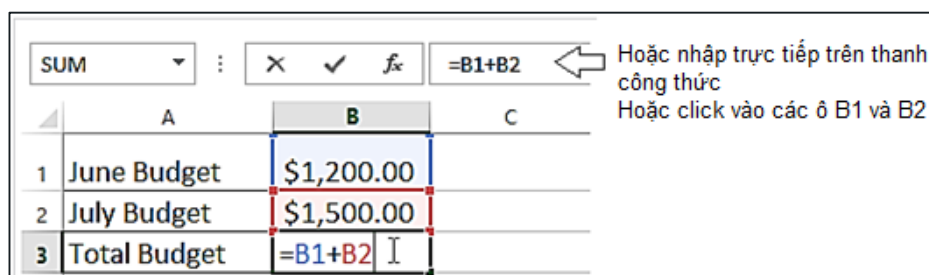 SUM =B1+B2 Hoặc nhập trực tiếp trên thanh
công thức
Hoặc click vào các ô B1 và B2
A B C
1 June Budget $1,200.00
2 July Budget $1,500.00
3 Total Budget =B1+B2